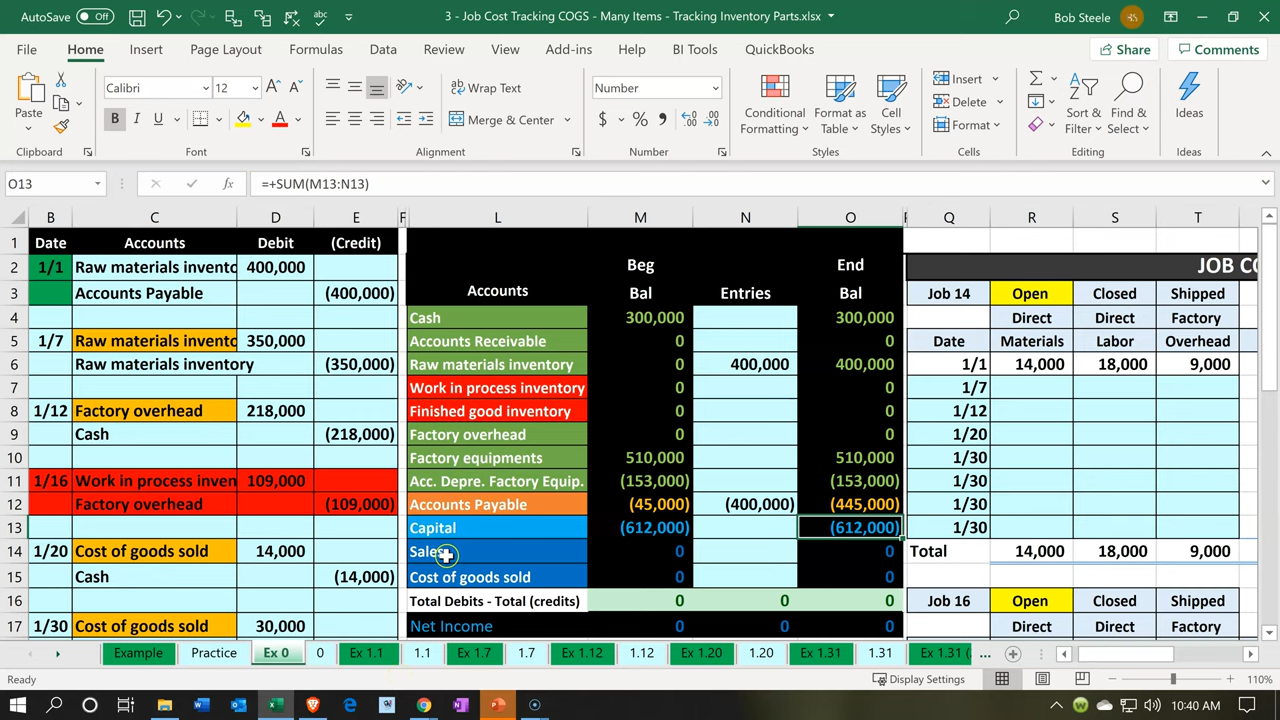 AutoSave Off 3 - Job Cost Tracking COGS - Many Items - Tracking Inventory Parts.xlsx Bob Steele
File Home Insert Page Layout Formulas Data Review View Add-ins Help BI Tools QuickBooks Share Comments
Paste Calibri 12 A A Wrap Text Number Conditional Formatting Format as Table Cell Styles Insert Sort & Filter Find & Select Ideas
B I U A Merge & Center $ % Delete
Format
Clipboard Font Alignment Number Styles Cells Editing Ideas
O13 fx =+SUM(M13:N13)
B C D E F L M N O Q R S T
1 Date Accounts Debit (Credit)
2 1/1 Raw materials invento 400,000 Beg End JOB CO
3 Accounts Payable (400,000) Accounts Bal Entries Bal Job 14 Open Closed Shipped
4 Cash 300,000 300,000 Direct Direct Factory
5 1/7 Raw materials invento 350,000 Accounts Receivable 0 0 Date Materials Labor Overhead
6 Raw materials inventory (350,000) Raw materials inventory 0 400,000 400,000 1/1 14,000 18,000 9,000
7 Work in process inventory 0 0 1/7
8 1/12 Factory overhead 218,000 Finished good inventory 0 0 1/12
9 Cash (218,000) Factory overhead 0 0 1/20
10 Factory equipments 510,000 510,000 1/30
11 1/16 Work in process inven 109,000 Acc. Depre. Factory Equip. (153,000) (153,000) 1/30
12 Factory overhead (109,000) Accounts Payable (45,000) (400,000) (445,000) 1/30
13 Capital (612,000) (612,000) 1/30
14 1/20 Cost of goods sold 14,000 Sales 0 0 Total 14,000 18,000 9,000
15 Cash (14,000) Cost of goods sold 0 0
16 Total Debits - Total (credits) 0 0 0 Job 16 Open Closed Shipped
17 1/30 Cost of goods sold 30,000 Net Income 0 0 0 Direct Direct Factory
Example Practice Ex 0 0 Ex 1.1 1.1 Ex 1.7 1.7 Ex 1.12 1.12 Ex 1.20 1.20 Ex 1.31 1.31 Ex 1.31 ( ...
Ready Display Settings 110%
10:40 AM